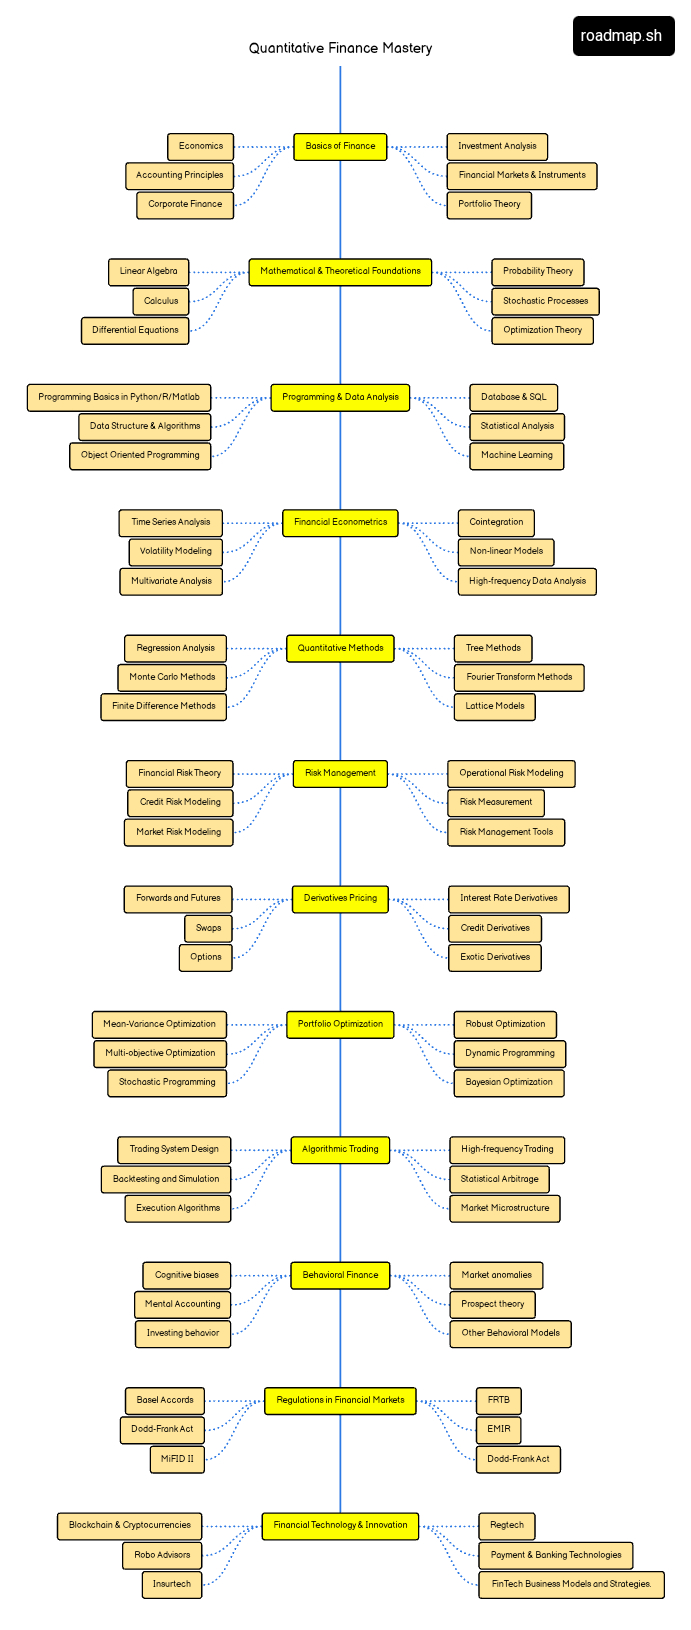 roadmap.sh
Quantitative Finance Mastery
Economics
Accounting Principles
Corporate Finance
Basics of Finance
Investment Analysis
Financial Markets & Instruments
Portfolio Theory
Linear Algebra
Calculus
Differential Equations
Mathematical & Theoretical Foundations
Probability Theory
Stochastic Processes
Optimization Theory
Programming Basics in Python/R/Matlab
Data Structure & Algorithms
Object Oriented Programming
Programming & Data Analysis
Database & SQL
Statistical Analysis
Machine Learning
Time Series Analysis
Volatility Modeling
Multivariate Analysis
Financial Econometrics
Cointegration
Non-linear Models
High-frequency Data Analysis
Regression Analysis
Monte Carlo Methods
Finite Difference Methods
Quantitative Methods
Tree Methods
Fourier Transform Methods
Lattice Models
Financial Risk Theory
Credit Risk Modeling
Market Risk Modeling
Risk Management
Operational Risk Modeling
Risk Measurement
Risk Management Tools
Forwards and Futures
Swaps
Options
Derivatives Pricing
Interest Rate Derivatives
Credit Derivatives
Exotic Derivatives
Mean-Variance Optimization
Multi-objective Optimization
Stochastic Programming
Portfolio Optimization
Robust Optimization
Dynamic Programming
Bayesian Optimization
Trading System Design
Backtesting and Simulation
Execution Algorithms
Algorithmic Trading
High-frequency Trading
Statistical Arbitrage
Market Microstructure
Cognitive biases
Mental Accounting
Investing behavior
Behavioral Finance
Market anomalies
Prospect theory
Other Behavioral Models
Basel Accords
Dodd-Frank Act
MiFID II
Regulations in Financial Markets
FRTB
EMIR
Dodd-Frank Act
Blockchain & Cryptocurrencies
Robo Advisors
Insurtech
Financial Technology & Innovation
Regtech
Payment & Banking Technologies
FinTech Business Models and Strategies.